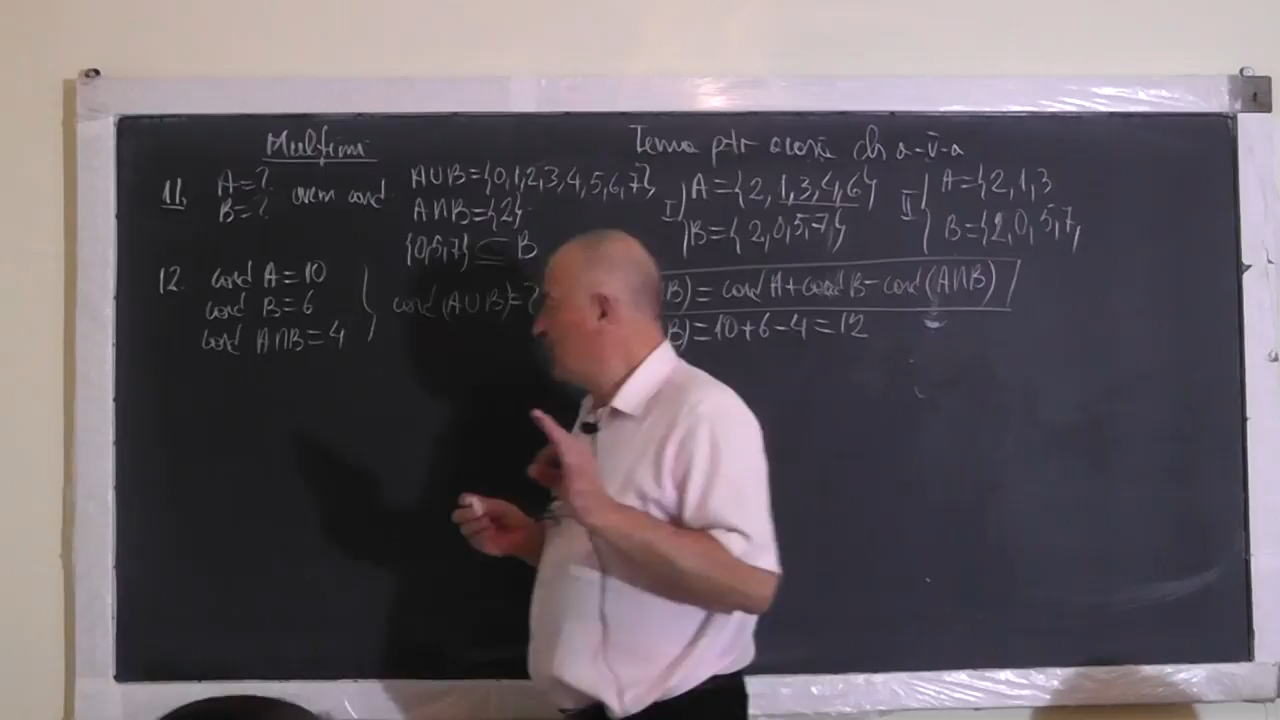 Mulțimi
Tema ptr acasă cls a-V-a
11. A=? B=? avem cond
A∪B={0,1,2,3,4,5,6,7}
A∩B={2}
{0,5,7} ⊆ B
I) A={2,1,3,4,6}
B={2,0,5,7,}
II) A={2,1,3
B={2,0,5,7,
12. card A=10
card B=6
card A∩B=4
card(A∪B)=?
B)=card A+card B-card(A∩B)
B)=10+6-4=12